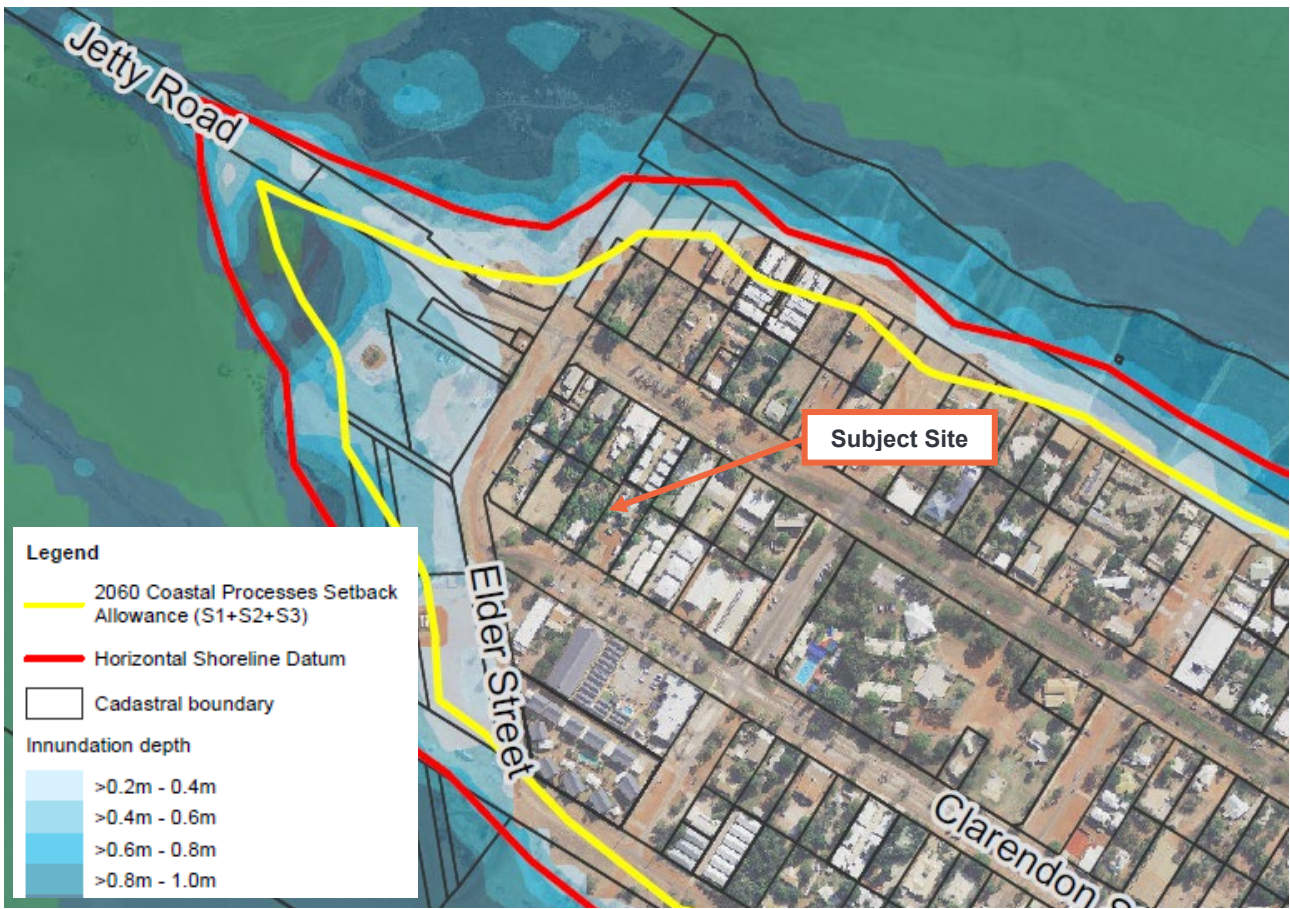 Jetty Road
Subject Site
Elder Street
Clarendon S
Legend
2060 Coastal Processes Setback
Allowance (S1+S2+S3)
Horizontal Shoreline Datum
Cadastral boundary
Innundation depth
>0.2m - 0.4m
>0.4m - 0.6m
>0.6m - 0.8m
>0.8m - 1.0m